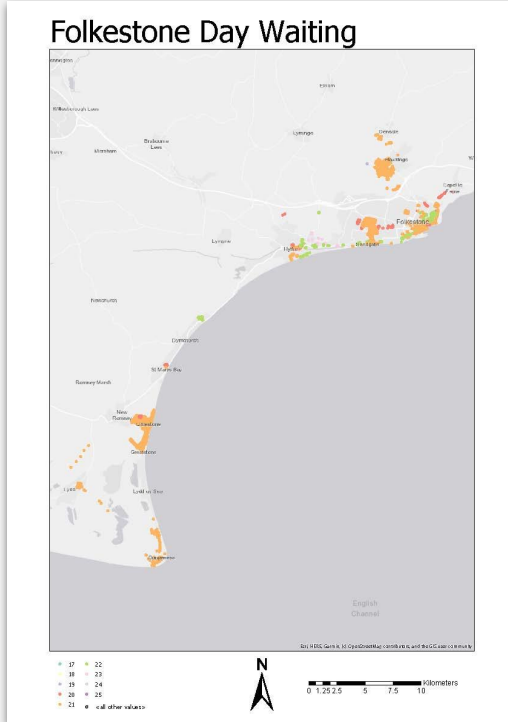 Folkestone Day Waiting
Elham
Lyminge
Densole
Brabourne
Lees
Hawkinge
Capel le
Ferne
Folkestone
Sandgate
Hythe
Lympne
Dymchurch
St Marys Bay
Romney Marsh
New
Romney
Littlestone
Greatstone
Lydd
Lydd on Sea
Dungeness
English
Channel
Esri, HERE, Garmin, (c) OpenStreetMap contributors, and the GIS user community
17
18
19
20
21
22
23
24
25
<all other values>
N
Kilometers
0 1.25 2.5 5 7.5 10